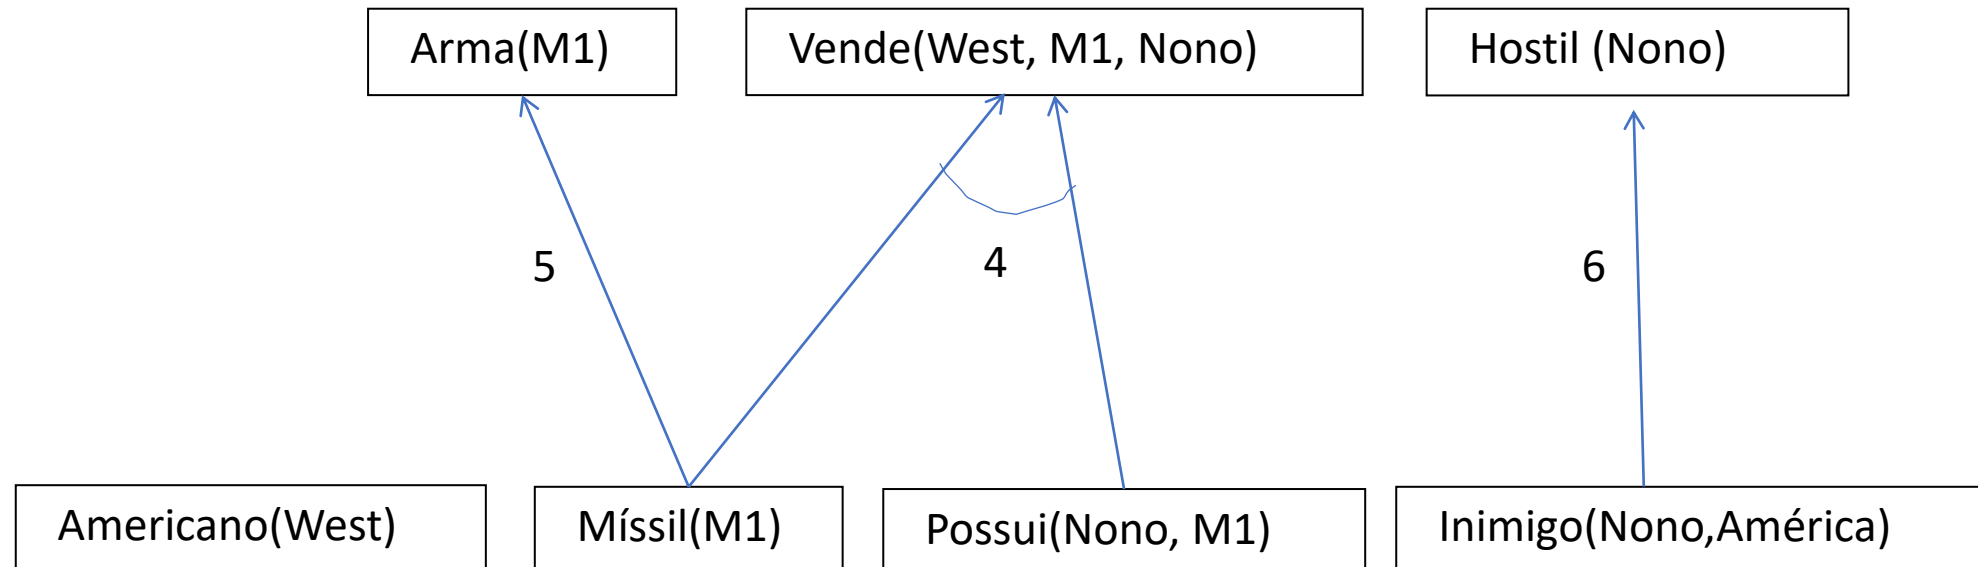 Arma(M1)
Vende(West, M1, Nono)
Hostil (Nono)
5
4
6
Americano(West)
Míssil(M1)
Possui(Nono, M1)
Inimigo(Nono,América)